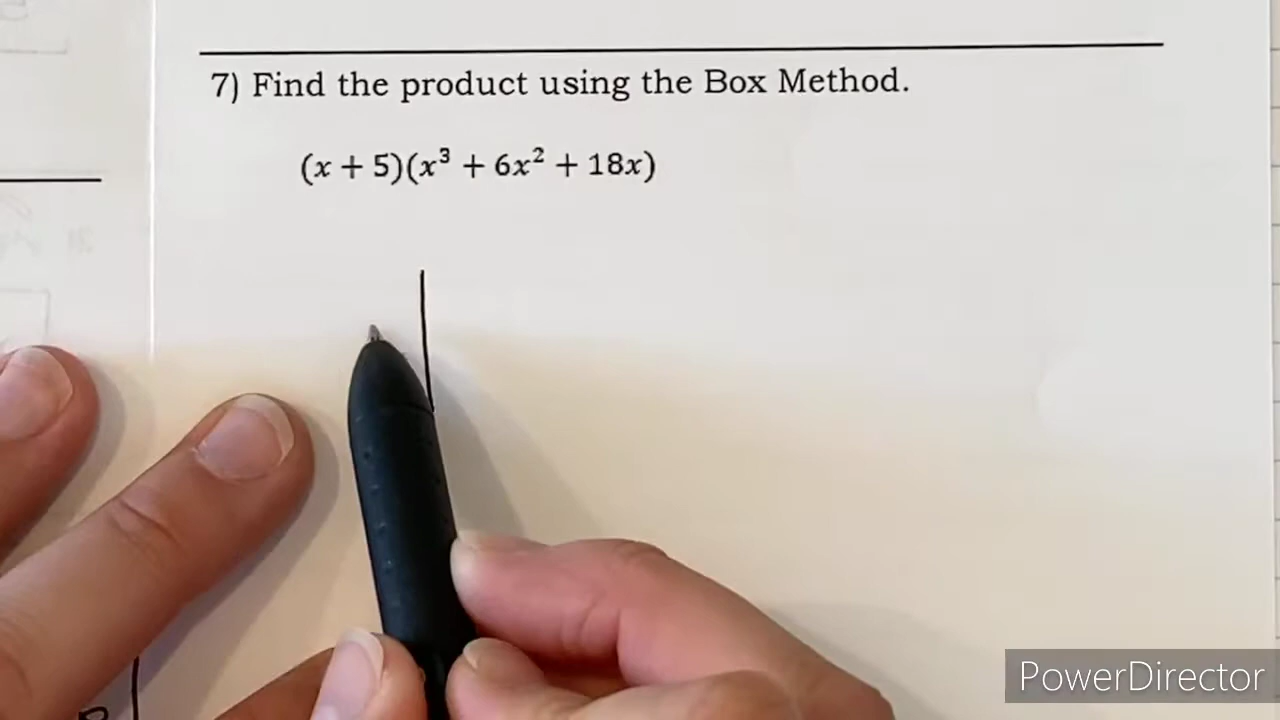 7) Find the product using the Box Method.
(x + 5)(x³ + 6x² + 18x)
PowerDirector